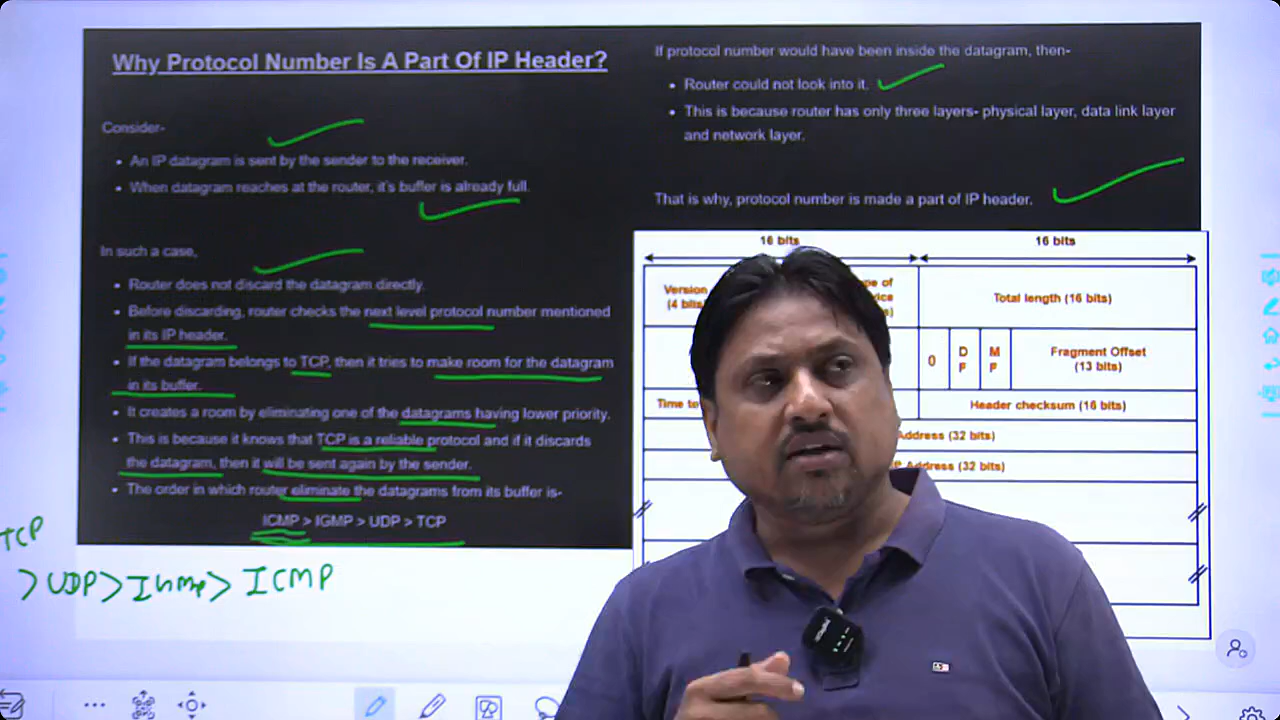 Why Protocol Number Is A Part Of IP Header?
Consider-
An IP datagram is sent by the sender to the receiver.
When datagram reaches at the router, it's buffer is already full.
In such a case,
Router does not discard the datagram directly.
Before discarding, router checks the next level protocol number mentioned
in its IP header.
If the datagram belongs to TCP, then it tries to make room for the datagram
in its buffer.
It creates a room by eliminating one of the datagrams having lower priority.
This is because it knows that TCP is a reliable protocol and if it discards
the datagram, then it will be sent again by the sender.
The order in which router eliminate the datagrams from its buffer is-
ICMP > IGMP > UDP > TCP
TCP
> UDP > IGMP > ICMP
If protocol number would have been inside the datagram, then-
Router could not look into it.
This is because router has only three layers- physical layer, data link layer
and network layer.
That is why, protocol number is made a part of IP header.
16 bits
16 bits
Version
(4 bits
Total length (16 bits)
0
D
F
M
F
Fragment Offset
(13 bits)
Time to
Header checksum (16 bits)
Address (32 bits)
Address (32 bits)